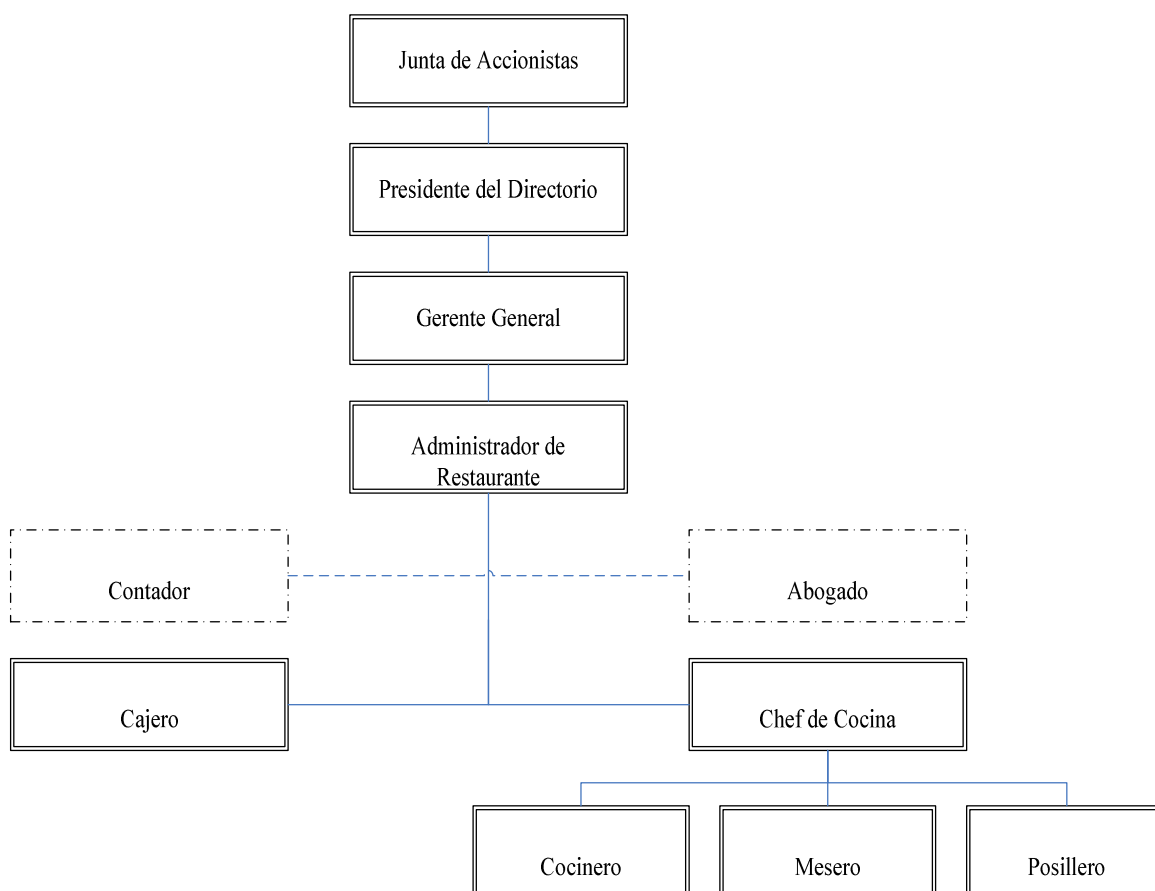 Junta de Accionistas
Presidente del Directorio
Gerente General
Administrador de
Restaurante
Contador
Abogado
Cajero
Chef de Cocina
Cocinero
Mesero
Posillero